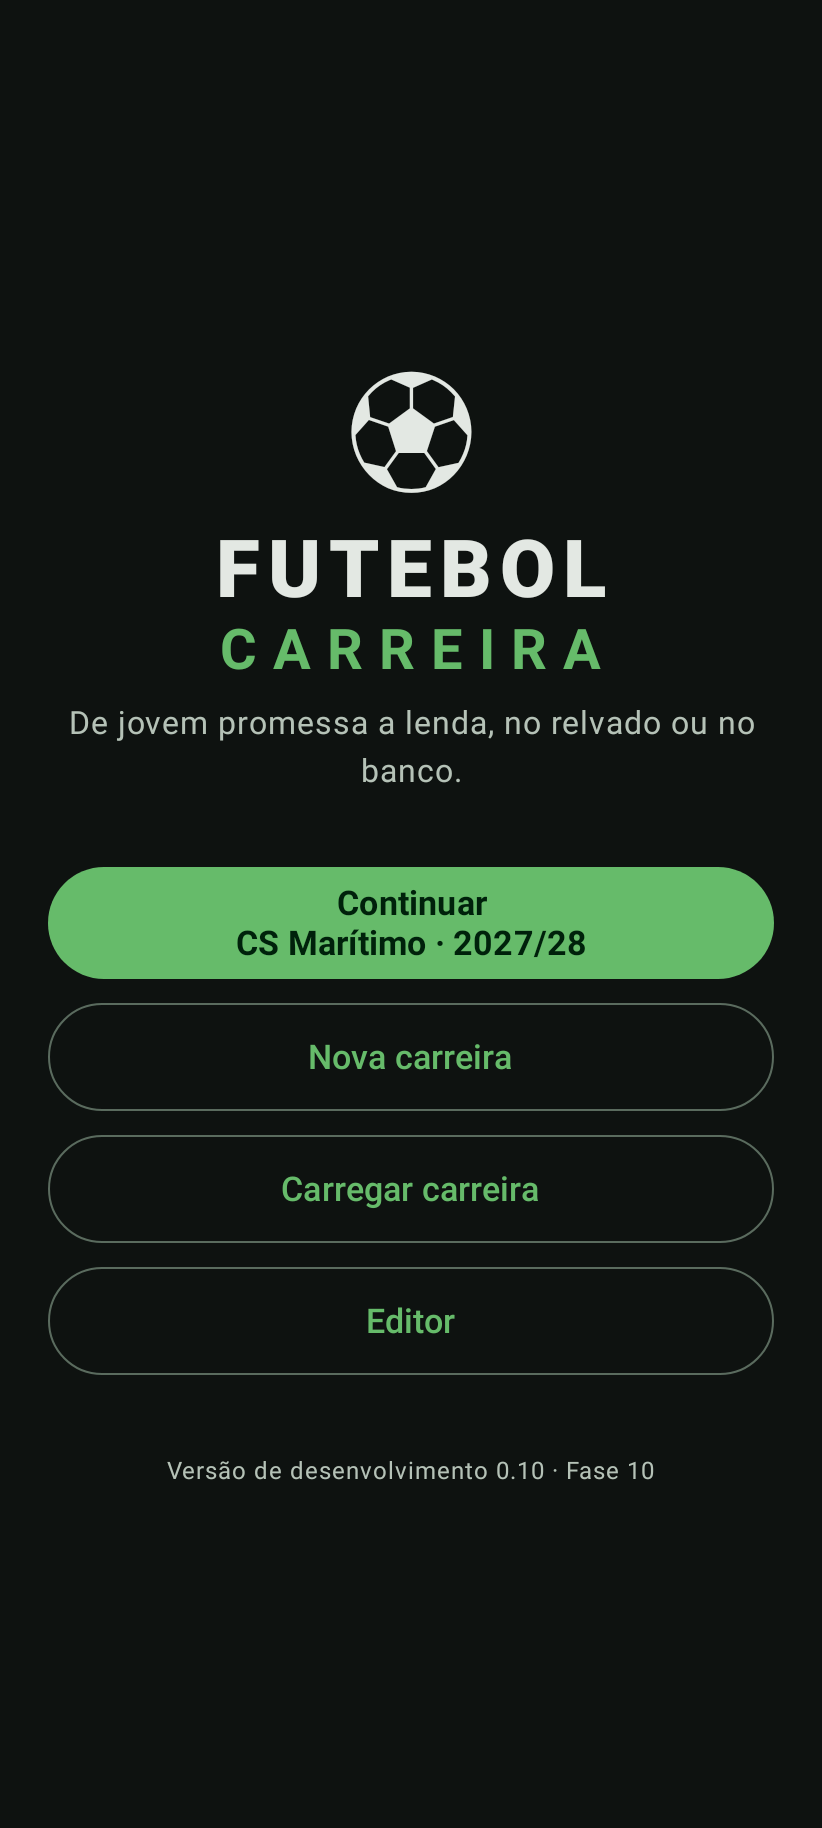 FUTEBOL
CARREIRA
De jovem promessa a lenda, no relvado ou no
banco.
Continuar
CS Marítimo · 2027/28
Nova carreira
Carregar carreira
Editor
Versão de desenvolvimento 0.10 · Fase 10